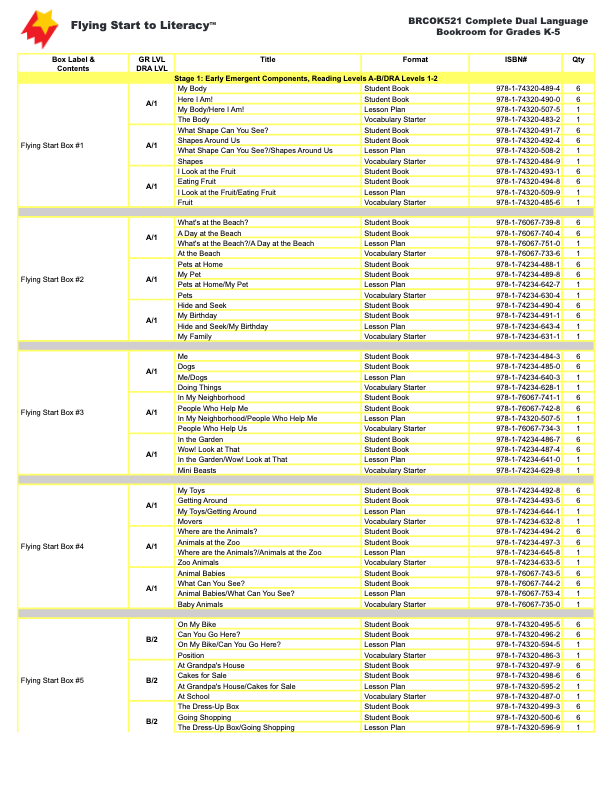 Flying Start to Literacy™
BRCOK521 Complete Dual Language
Bookroom for Grades K-5
Box Label & Contents GR LVL DRA LVL Title Format ISBN# Qty
Stage 1: Early Emergent Components, Reading Levels A-B/DRA Levels 1-2
Flying Start Box #1
A/1
My Body Student Book 978-1-74320-489-4 6
Here I Am! Student Book 978-1-74320-490-0 6
My Body/Here I Am! Lesson Plan 978-1-74320-507-5 1
The Body Vocabulary Starter 978-1-74320-483-2 1
A/1
What Shape Can You See? Student Book 978-1-74320-491-7 6
Shapes Around Us Student Book 978-1-74320-492-4 6
What Shape Can You See?/Shapes Around Us Lesson Plan 978-1-74320-508-2 1
Shapes Vocabulary Starter 978-1-74320-484-9 1
A/1
I Look at the Fruit Student Book 978-1-74320-493-1 6
Eating Fruit Student Book 978-1-74320-494-8 6
I Look at the Fruit/Eating Fruit Lesson Plan 978-1-74320-509-9 1
Fruit Vocabulary Starter 978-1-74320-485-6 1
Flying Start Box #2
A/1
What's at the Beach? Student Book 978-1-76067-739-8 6
A Day at the Beach Student Book 978-1-76067-740-4 6
What's at the Beach?/A Day at the Beach Lesson Plan 978-1-76067-751-0 1
At the Beach Vocabulary Starter 978-1-76067-733-6 1
A/1
Pets at Home Student Book 978-1-74234-488-1 6
My Pet Student Book 978-1-74234-489-8 6
Pets at Home/My Pet Lesson Plan 978-1-74234-642-7 1
Pets Vocabulary Starter 978-1-74234-630-4 1
A/1
Hide and Seek Student Book 978-1-74234-490-4 6
My Birthday Student Book 978-1-74234-491-1 6
Hide and Seek/My Birthday Lesson Plan 978-1-74234-643-4 1
My Family Vocabulary Starter 978-1-74234-631-1 1
Flying Start Box #3
A/1
Me Student Book 978-1-74234-484-3 6
Dogs Student Book 978-1-74234-485-0 6
Me/Dogs Lesson Plan 978-1-74234-640-3 1
Doing Things Vocabulary Starter 978-1-74234-628-1 1
A/1
In My Neighborhood Student Book 978-1-76067-741-1 6
People Who Help Me Student Book 978-1-76067-742-8 6
In My Neighborhood/People Who Help Me Lesson Plan 978-1-74320-507-5 1
People Who Help Us Vocabulary Starter 978-1-76067-734-3 1
A/1
In the Garden Student Book 978-1-74234-486-7 6
Wow! Look at That Student Book 978-1-74234-487-4 6
In the Garden/Wow! Look at That Lesson Plan 978-1-74234-641-0 1
Mini Beasts Vocabulary Starter 978-1-74234-629-8 1
Flying Start Box #4
A/1
My Toys Student Book 978-1-74234-492-8 6
Getting Around Student Book 978-1-74234-493-5 6
My Toys/Getting Around Lesson Plan 978-1-74234-644-1 1
Movers Vocabulary Starter 978-1-74234-632-8 1
A/1
Where are the Animals? Student Book 978-1-74234-494-2 6
Animals at the Zoo Student Book 978-1-74234-497-3 6
Where are the Animals?/Animals at the Zoo Lesson Plan 978-1-74234-645-8 1
Zoo Animals Vocabulary Starter 978-1-74234-633-5 1
A/1
Animal Babies Student Book 978-1-76067-743-5 6
What Can You See? Student Book 978-1-76067-744-2 6
Animal Babies/What Can You See? Lesson Plan 978-1-76067-753-4 1
Baby Animals Vocabulary Starter 978-1-76067-735-0 1
Flying Start Box #5
B/2
On My Bike Student Book 978-1-74320-495-5 6
Can You Go Here? Student Book 978-1-74320-496-2 6
On My Bike/Can You Go Here? Lesson Plan 978-1-74320-594-5 1
Position Vocabulary Starter 978-1-74320-486-3 1
B/2
At Grandpa's House Student Book 978-1-74320-497-9 6
Cakes for Sale Student Book 978-1-74320-498-6 6
At Grandpa's House/Cakes for Sale Lesson Plan 978-1-74320-595-2 1
At School Vocabulary Starter 978-1-74320-487-0 1
B/2
The Dress-Up Box Student Book 978-1-74320-499-3 6
Going Shopping Student Book 978-1-74320-500-6 6
The Dress-Up Box/Going Shopping Lesson Plan 978-1-74320-596-9 1